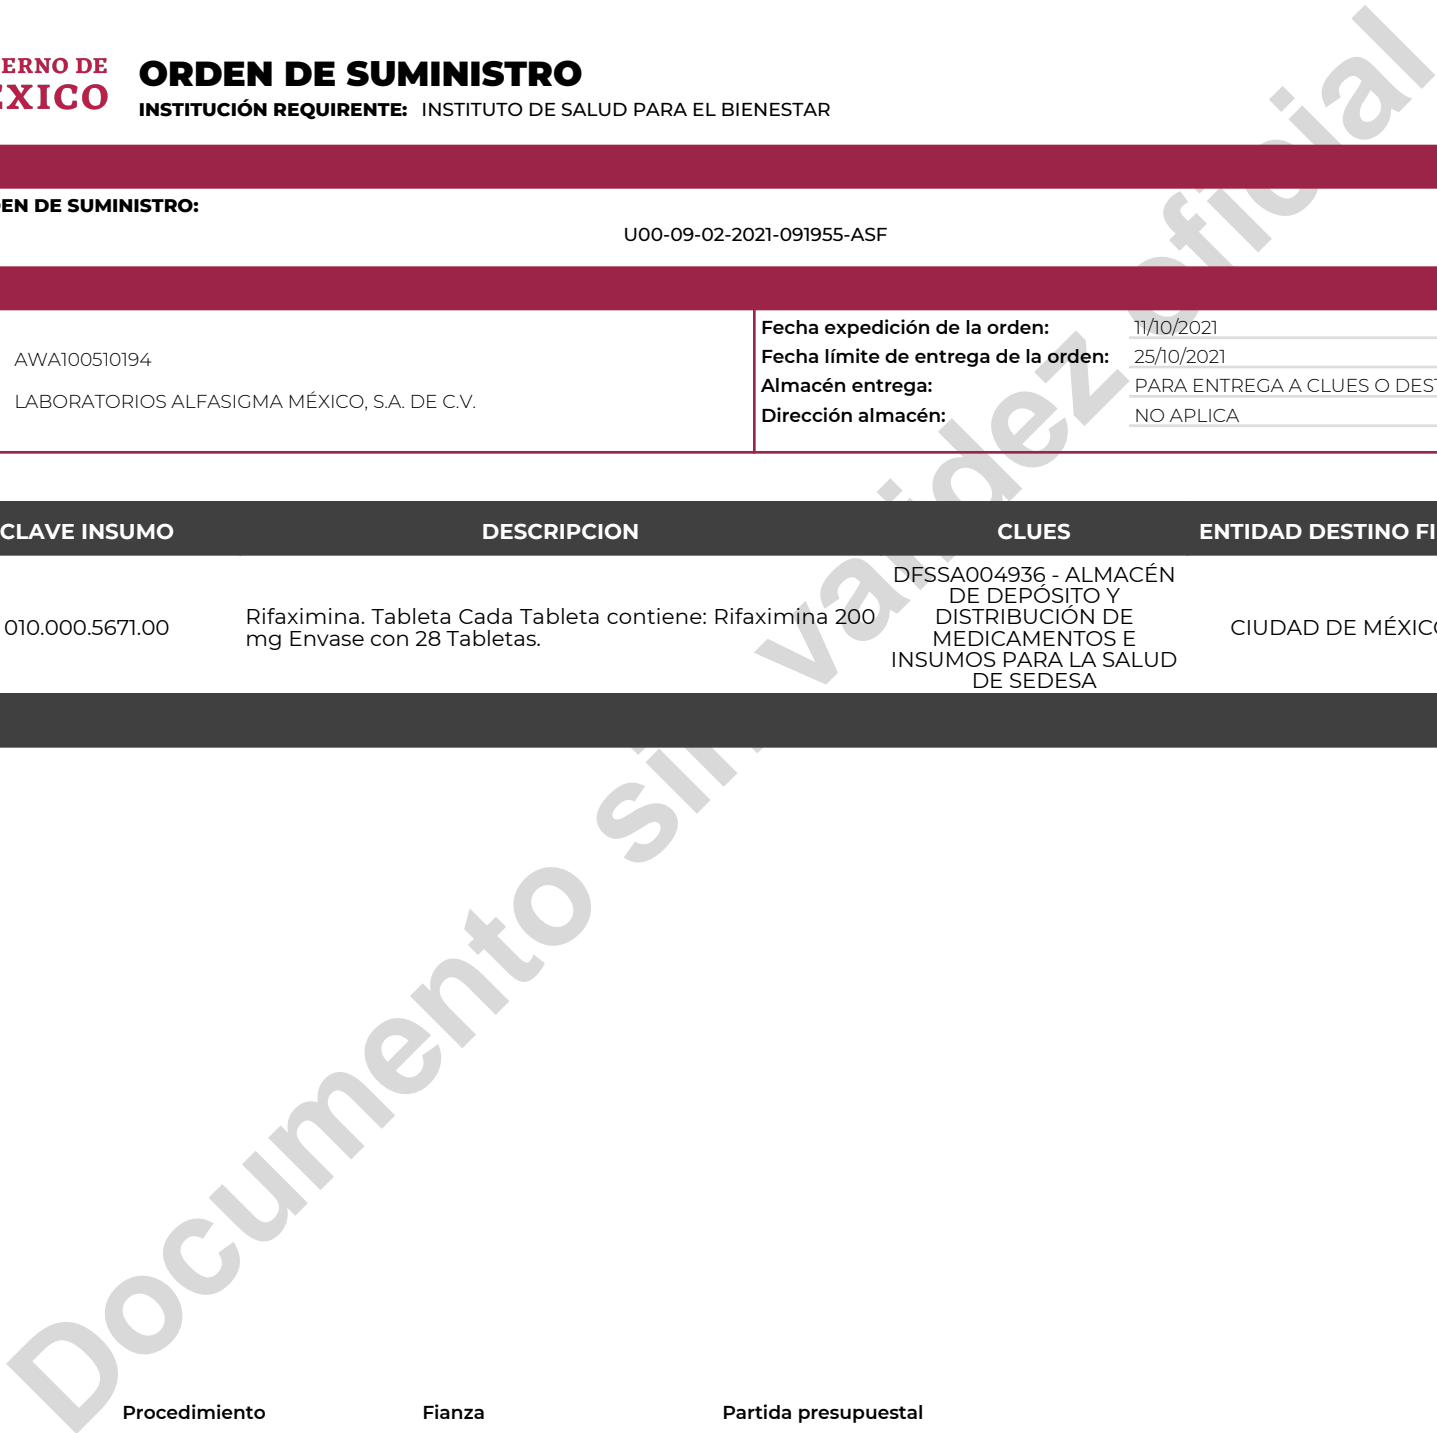 ERNO DE
ÉXICO
ORDEN DE SUMINISTRO
INSTITUCIÓN REQUIRENTE: INSTITUTO DE SALUD PARA EL BIENESTAR
EN DE SUMINISTRO:
U00-09-02-2021-091955-ASF
AWA100510194
LABORATORIOS ALFASIGMA MÉXICO, S.A. DE C.V.
Fecha expedición de la orden: 11/10/2021
Fecha límite de entrega de la orden: 25/10/2021
Almacén entrega: PARA ENTREGA A CLUES O DEST
Dirección almacén: NO APLICA
CLAVE INSUMO DESCRIPCION CLUES ENTIDAD DESTINO FI
010.000.5671.00
Rifaximina. Tableta Cada Tableta contiene: Rifaximina 200
mg Envase con 28 Tabletas.
DFSSA004936 - ALMACÉN
DE DEPÓSITO Y
DISTRIBUCIÓN DE
MEDICAMENTOS E
INSUMOS PARA LA SALUD
DE SEDESA
CIUDAD DE MÉXICO
Documento sin validez oficial
Procedimiento Fianza Partida presupuestal